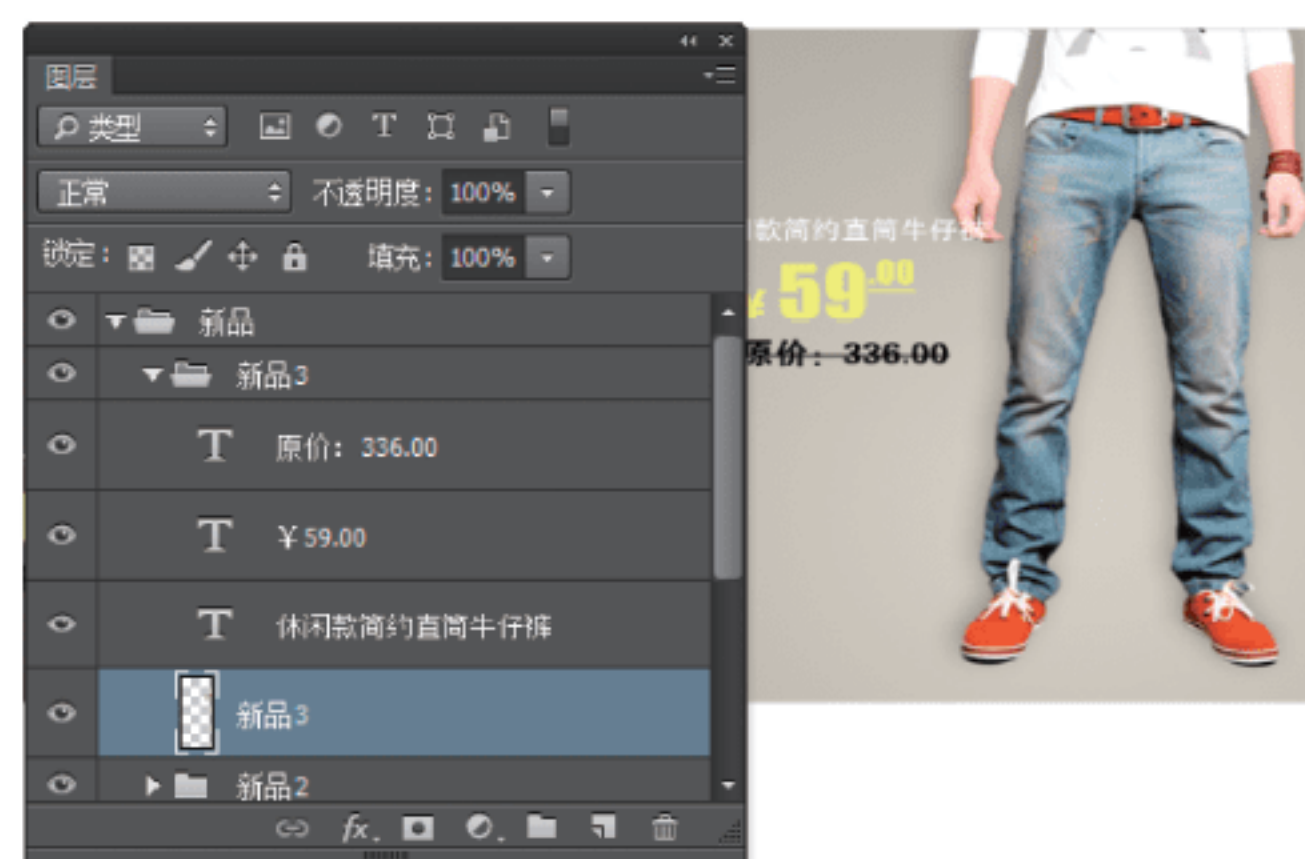 图层
类型
正常 不透明度: 100%
锁定: 填充: 100%
新品
新品3
原价: 336.00
¥59.00
休闲款简约直筒牛仔裤
新品3
新品2
fx.
款简约直筒牛仔裤
¥59.00
原价: 336.00